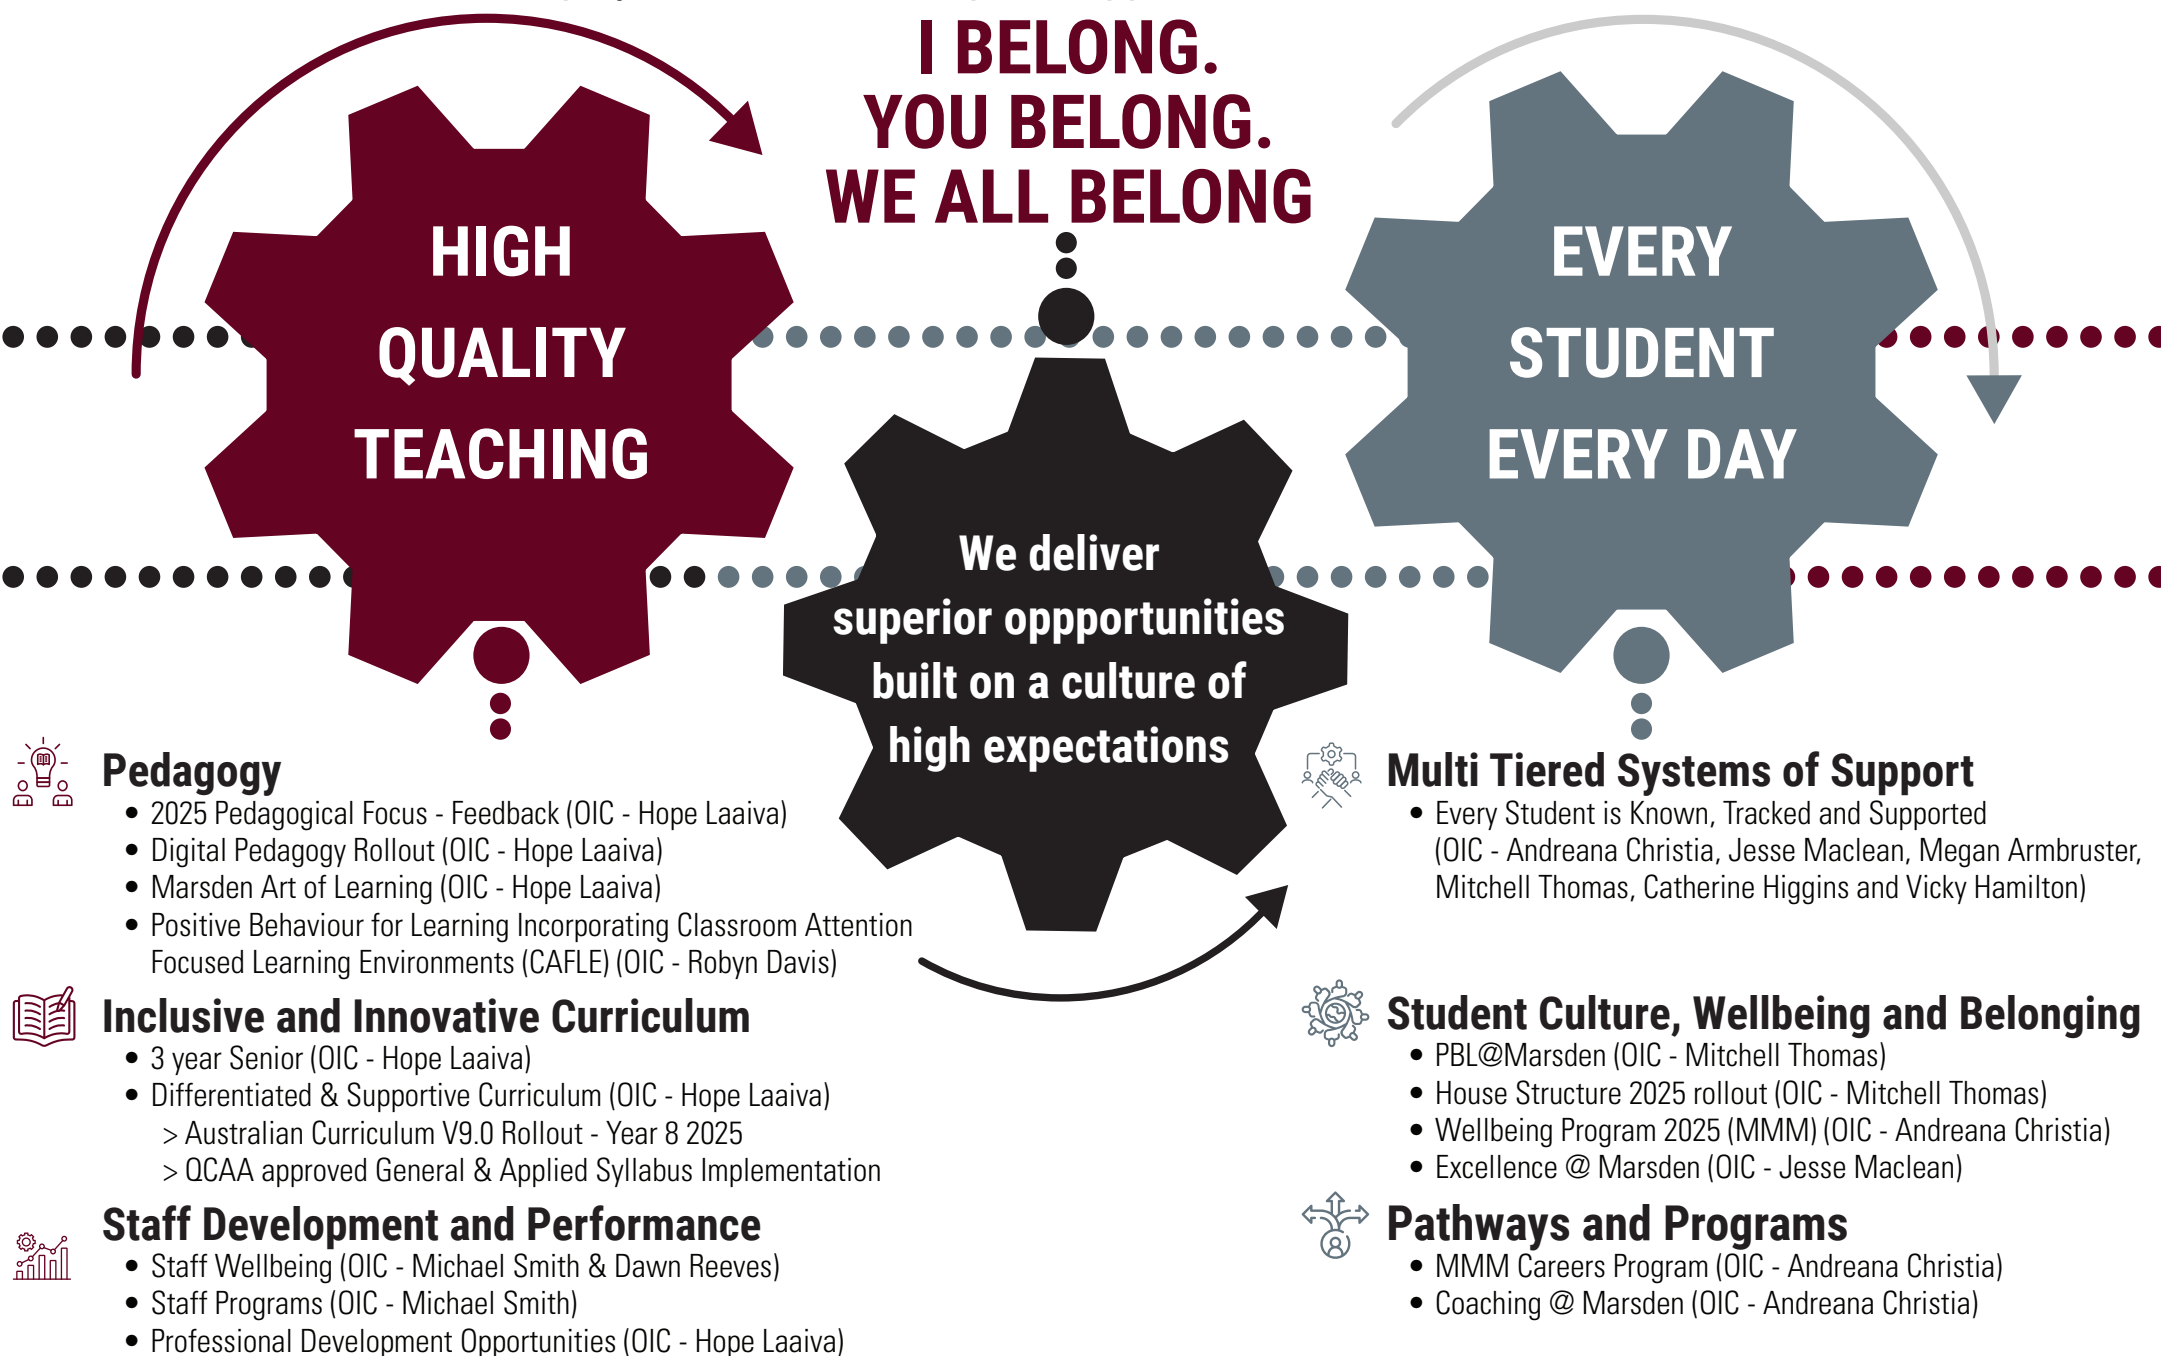 I BELONG.
YOU BELONG.
WE ALL BELONG
HIGH
QUALITY
TEACHING
EVERY
STUDENT
EVERY DAY
We deliver
superior oppportunities
built on a culture of
high expectations
Pedagogy
• 2025 Pedagogical Focus - Feedback (OIC - Hope Laaiva)
• Digital Pedagogy Rollout (OIC - Hope Laaiva)
• Marsden Art of Learning (OIC - Hope Laaiva)
• Positive Behaviour for Learning Incorporating Classroom Attention
Focused Learning Environments (CAFLE) (OIC - Robyn Davis)
Inclusive and Innovative Curriculum
• 3 year Senior (OIC - Hope Laaiva)
• Differentiated & Supportive Curriculum (OIC - Hope Laaiva)
> Australian Curriculum V9.0 Rollout - Year 8 2025
> QCAA approved General & Applied Syllabus Implementation
Staff Development and Performance
• Staff Wellbeing (OIC - Michael Smith & Dawn Reeves)
• Staff Programs (OIC - Michael Smith)
• Professional Development Opportunities (OIC - Hope Laaiva)
Multi Tiered Systems of Support
• Every Student is Known, Tracked and Supported
(OIC - Andreana Christia, Jesse Maclean, Megan Armbruster,
Mitchell Thomas, Catherine Higgins and Vicky Hamilton)
Student Culture, Wellbeing and Belonging
• PBL@Marsden (OIC - Mitchell Thomas)
• House Structure 2025 rollout (OIC - Mitchell Thomas)
• Wellbeing Program 2025 (MMM) (OIC - Andreana Christia)
• Excellence @ Marsden (OIC - Jesse Maclean)
Pathways and Programs
• MMM Careers Program (OIC - Andreana Christia)
• Coaching @ Marsden (OIC - Andreana Christia)